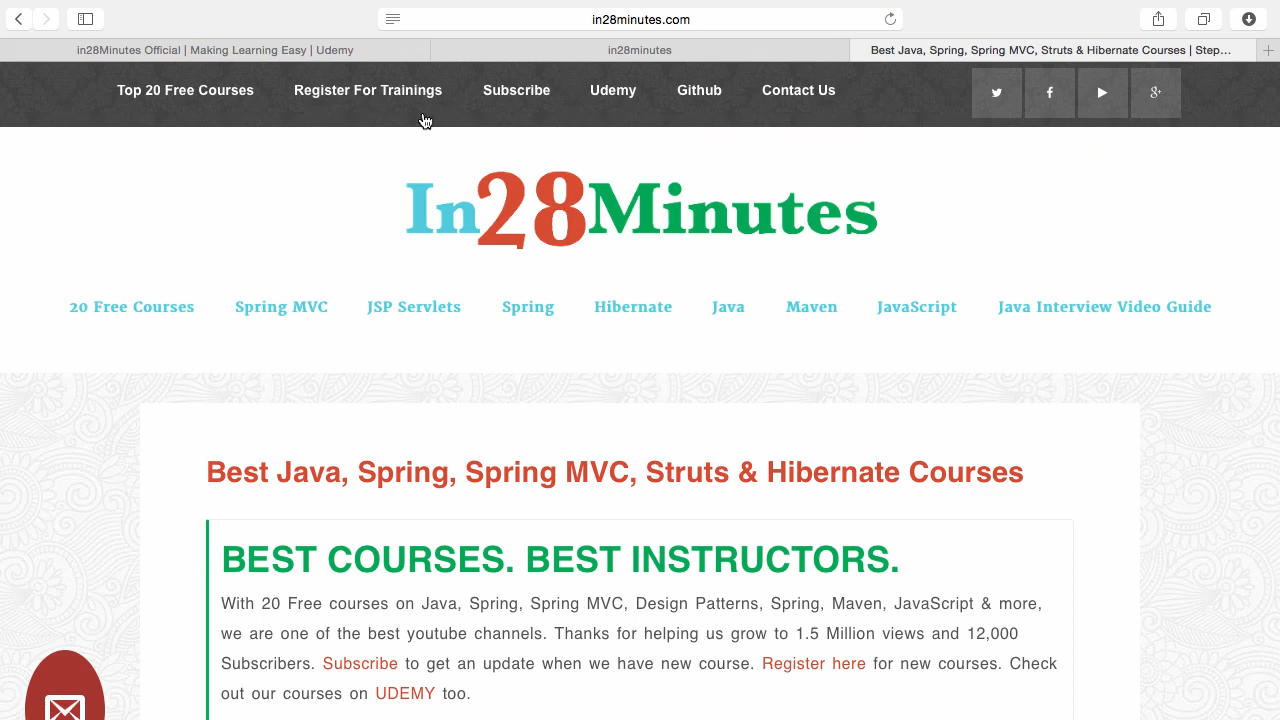 in28minutes.com
in28Minutes Official | Making Learning Easy | Udemy
in28minutes
Best Java, Spring, Spring MVC, Struts & Hibernate Courses | Step...
Top 20 Free Courses
Register For Trainings
Subscribe
Udemy
Github
Contact Us
In28Minutes
20 Free Courses
Spring MVC
JSP Servlets
Spring
Hibernate
Java
Maven
JavaScript
Java Interview Video Guide
Best Java, Spring, Spring MVC, Struts & Hibernate Courses
BEST COURSES. BEST INSTRUCTORS.
With 20 Free courses on Java, Spring, Spring MVC, Design Patterns, Spring, Maven, JavaScript & more,
we are one of the best youtube channels. Thanks for helping us grow to 1.5 Million views and 12,000
Subscribers. Subscribe to get an update when we have new course. Register here for new courses. Check
out our courses on UDEMY too.